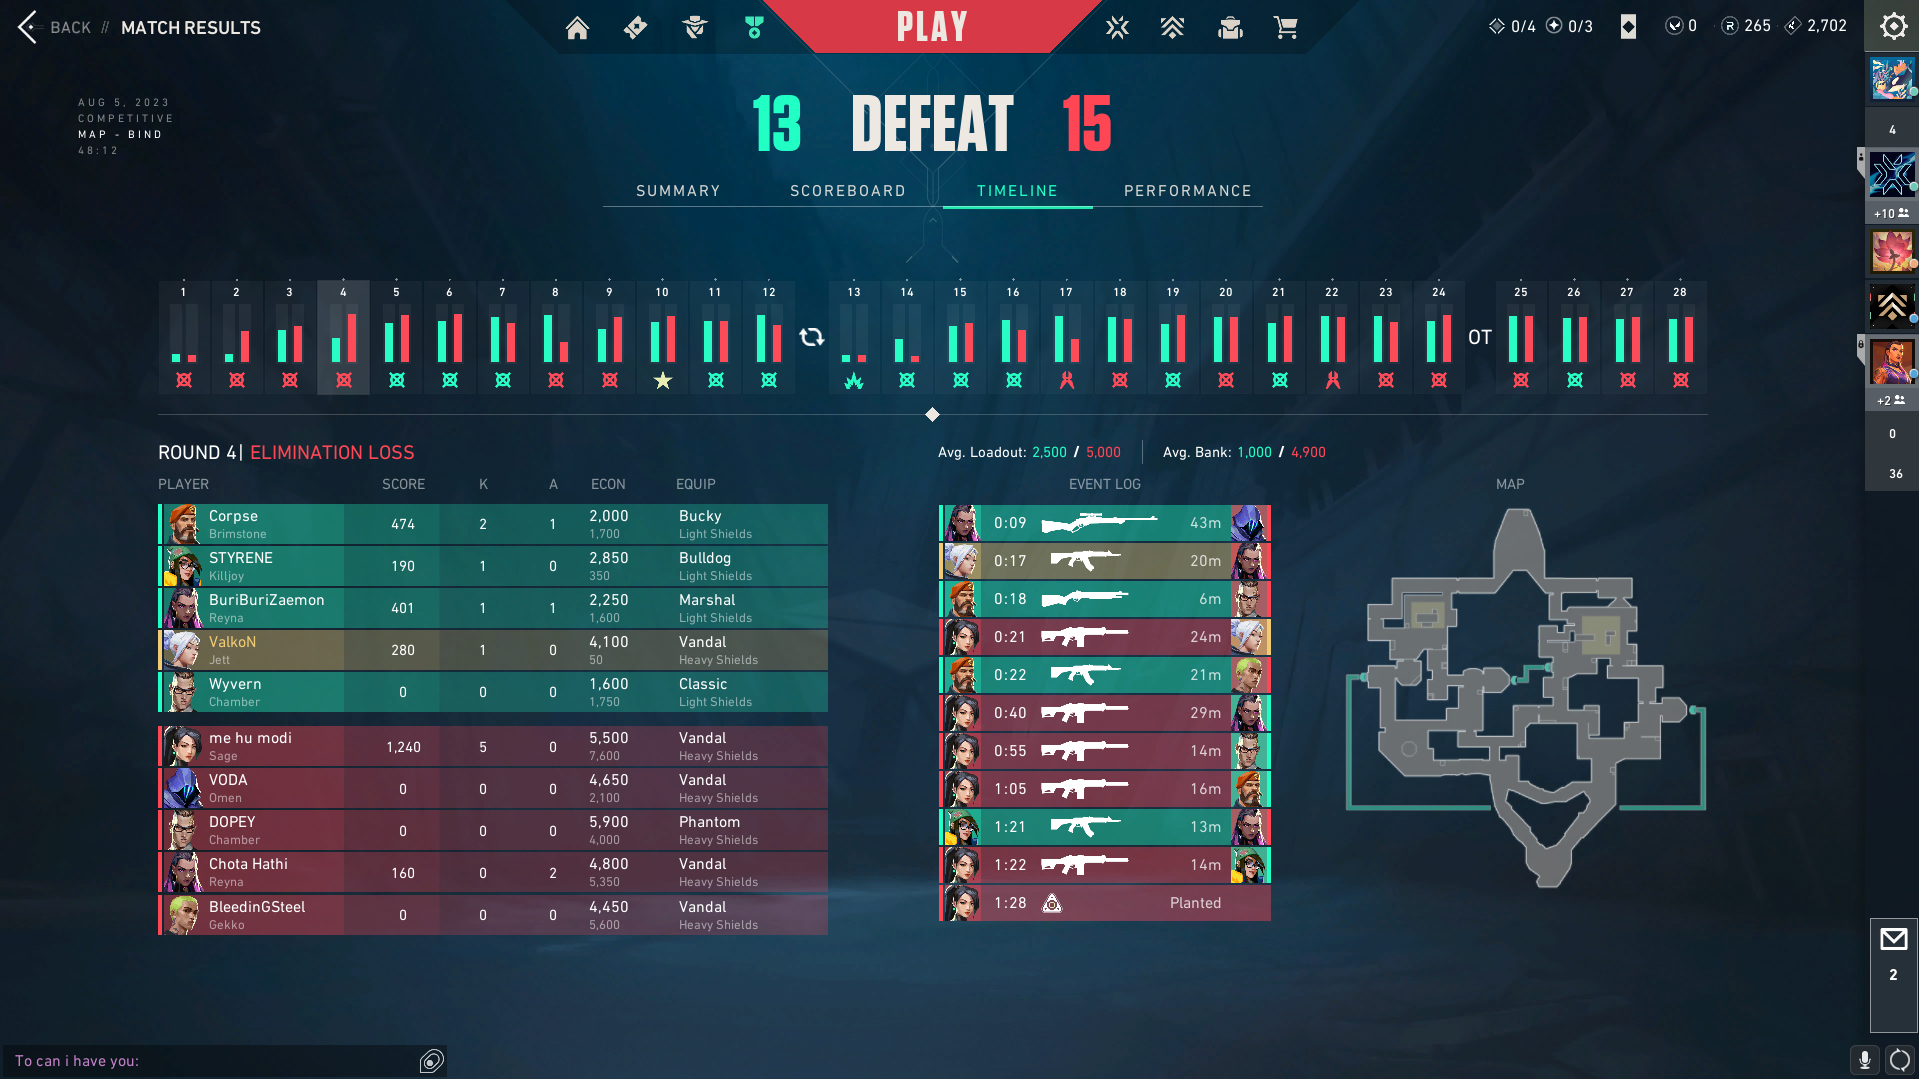 BACK // MATCH RESULTS
PLAY
0/4 0/3 0 265 2,702
AUG 5, 2023
COMPETITIVE
MAP - BIND
48:12
13 DEFEAT 15
SUMMARY SCOREBOARD TIMELINE PERFORMANCE
4
+10
+2
0
36
1 2 3 4 5 6 7 8 9 10 11 12 13 14 15 16 17 18 19 20 21 22 23 24 OT 25 26 27 28
ROUND 4| ELIMINATION LOSS
Avg. Loadout: 2,500 / 5,000 Avg. Bank: 1,000 / 4,900
PLAYER SCORE K A ECON EQUIP
Corpse 474 2 1 2,000 Bucky
Brimstone 1,700 Light Shields
STYRENE 190 1 0 2,850 Bulldog
Killjoy 350 Light Shields
BuriBuriZaemon 401 1 1 2,250 Marshal
Reyna 1,600 Light Shields
ValkoN 280 1 0 4,100 Vandal
Jett 50 Heavy Shields
Wyvern 0 0 0 1,600 Classic
Chamber 1,750 Light Shields
me hu modi 1,240 5 0 5,500 Vandal
Sage 7,600 Heavy Shields
VODA 0 0 0 4,650 Vandal
Omen 2,100 Heavy Shields
DOPEY 0 0 0 5,900 Phantom
Chamber 4,000 Heavy Shields
Chota Hathi 160 0 2 4,800 Vandal
Reyna 5,350 Heavy Shields
BleedinGSteel 0 0 0 4,450 Vandal
Gekko 5,600 Heavy Shields
EVENT LOG
0:09 43m
0:17 20m
0:18 6m
0:21 24m
0:22 21m
0:40 29m
0:55 14m
1:05 16m
1:21 13m
1:22 14m
1:28 Planted
MAP
2
To can i have you: